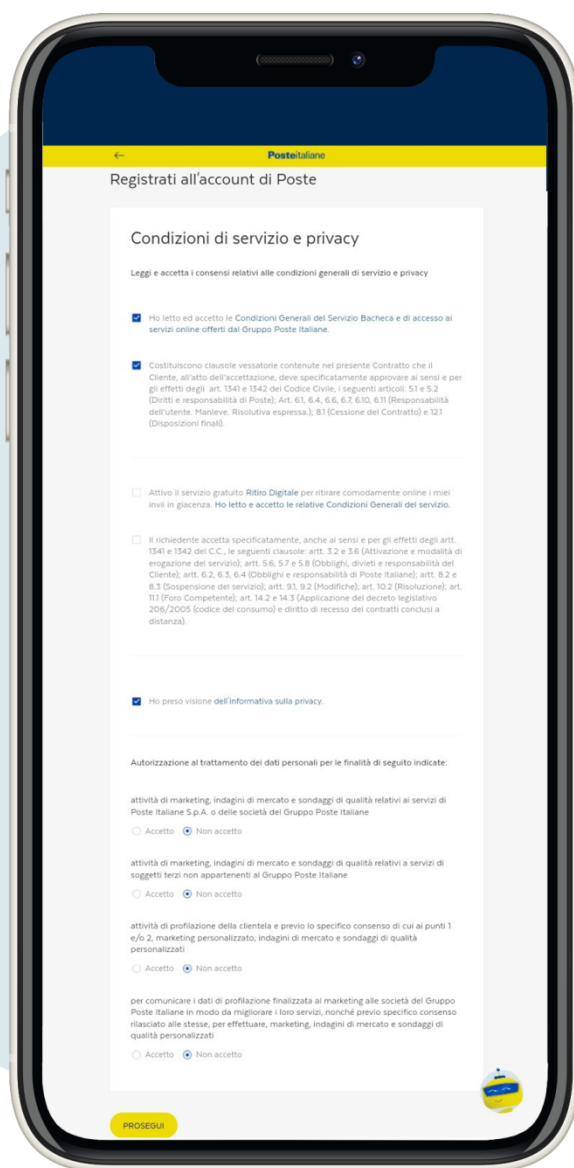 Posteitaliane
Registrati all'account di Poste
Condizioni di servizio e privacy
Leggi e accetta i consensi relativi alle condizioni generali di servizio e privacy
Ho letto ed accetto le Condizioni Generali del Servizio Bacheca e di accesso ai
servizi online offerti dal Gruppo Poste Italiane.
Costituiscono clausole vessatorie contenute nel presente Contratto che il
Cliente, all'atto dell'accettazione, deve specificatamente approvare ai sensi e per
gli effetti degli art. 1341 e 1342 del Codice Civile, i seguenti articoli: 5.1 e 5.2
(Diritti e responsabilità di Poste); Art. 6.1, 6.4, 6.6, 6.7, 6.10, 6.11 (Responsabilità
dell'utente. Manleve. Risolutiva espressa.); 8.1 (Cessione del Contratto) e 12.1
(Disposizioni finali).
Attivo il servizio gratuito Ritiro Digitale per ritirare comodamente online i miei
invii in giacenza. Ho letto e accetto le relative Condizioni Generali del servizio.
Il richiedente accetta specificatamente, anche ai sensi e per gli effetti degli artt.
1341 e 1342 del C.C., le seguenti clausole: artt. 3.2 e 3.6 (Attivazione e modalità di
erogazione del servizio); artt. 5.6, 5.7 e 5.8 (Obblighi, divieti e responsabilità del
Cliente); artt. 6.2, 6.3, 6.4 (Obblighi e responsabilità di Poste Italiane); artt. 8.2 e
8.3 (Sospensione del servizio); artt. 9.1, 9.2 (Modifiche); art. 10.2 (Risoluzione); art.
11.1 (Foro Competente); art. 14.2 e 14.3 (Applicazione del decreto legislativo
206/2005 (codice del consumo) e diritto di recesso dei contratti conclusi a
distanza).
Ho preso visione dell'informativa sulla privacy.
Autorizzazione al trattamento dei dati personali per le finalità di seguito indicate:
attività di marketing, indagini di mercato e sondaggi di qualità relativi ai servizi di
Poste Italiane S.p.A. o delle società del Gruppo Poste Italiane
Accetto Non accetto
attività di marketing, indagini di mercato e sondaggi di qualità relativi a servizi di
soggetti terzi non appartenenti al Gruppo Poste Italiane
Accetto Non accetto
attività di profilazione della clientela e previo lo specifico consenso di cui ai punti 1
e/o 2, marketing personalizzato, indagini di mercato e sondaggi di qualità
personalizzati
Accetto Non accetto
per comunicare i dati di profilazione finalizzata al marketing alle società del Gruppo
Poste Italiane in modo da migliorare i loro servizi, nonché previo specifico consenso
rilasciato alle stesse, per effettuare, marketing, indagini di mercato e sondaggi di
qualità personalizzati
Accetto Non accetto
PROSEGUI